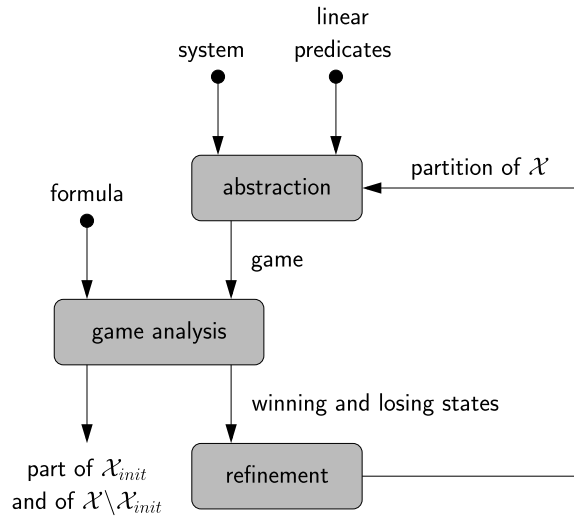 linear
system
predicates
partition of 𝒳
abstraction
formula
game
game analysis
winning and losing states
part of 𝒳_init
refinement
and of 𝒳\𝒳_init